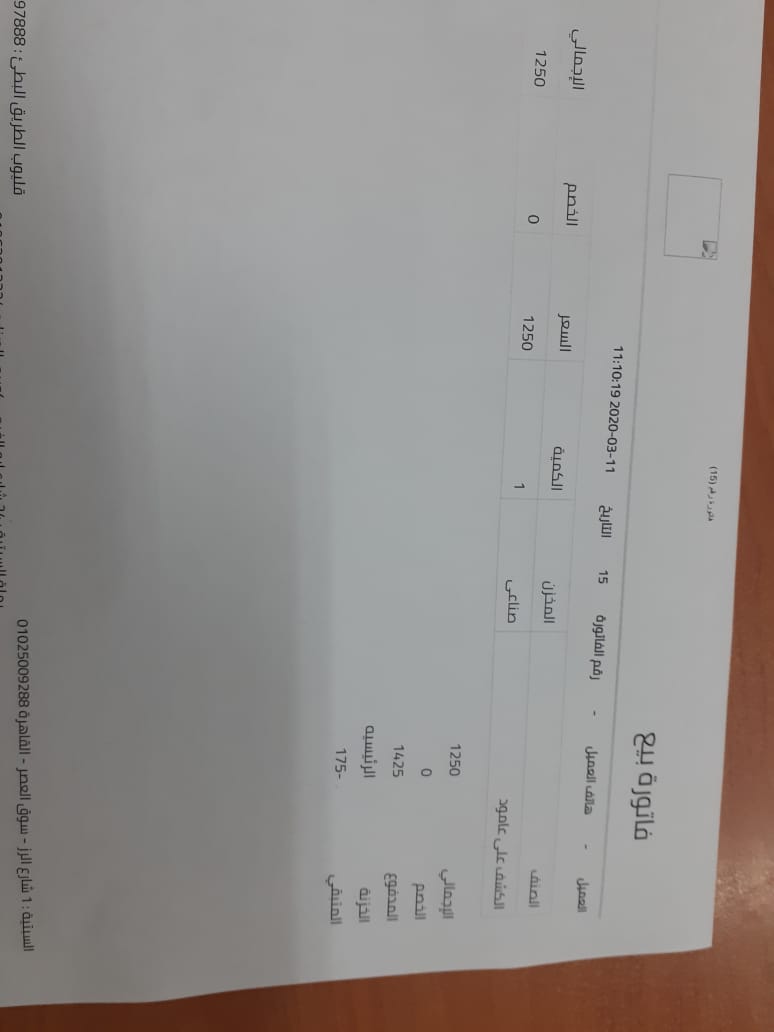 فاتورة رقم (15)
فاتورة بيع
العميل - هاتف العميل - رقم الفاتورة 15 التاريخ 2020-03-11 11:10:19
الصنف المخزن الكمية السعر الخصم الإجمالي
الكشف على عامود صناعى 1 1250 0 1250
الإجمالي 1250
الخصم 0
المدفوع 1425
الخزنة الرئيسيه
المتبقي -175
السبتية : 1 شارع الرز - سوق العصر - القاهرة 01025009288 قليوب الطريق البطئ : 97888